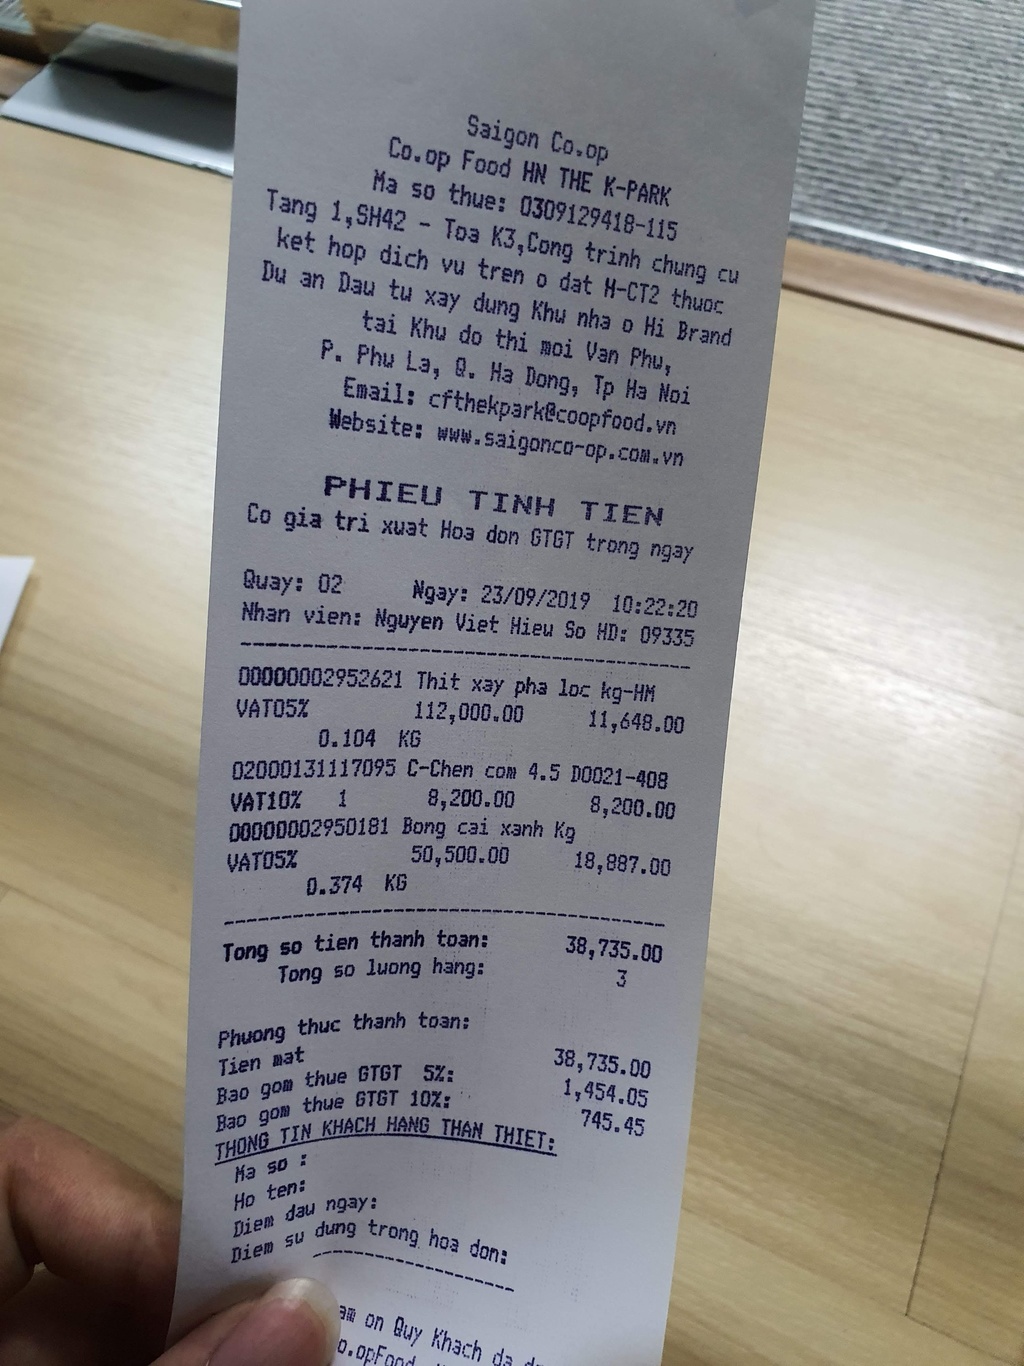 Saigon Co.op
Co.op Food HN THE K-PARK
Ma so thue: 0309129418-115
Tang 1,SH42 - Toa K3,Cong trinh chung cu
ket hop dich vu tren o dat H-CT2 thuoc
Du an Dau tu xay dung Khu nha o Hi Brand
tai Khu do thi moi Van Phu,
P. Phu La, Q. Ha Dong, Tp Ha Noi
Email: cfthekpark@coopfood.vn
Website: www.saigonco-op.com.vn
PHIEU TINH TIEN
Co gia tri xuat Hoa don GTGT trong ngay
Quay: 02 Ngay: 23/09/2019 10:22:20
Nhan vien: Nguyen Viet Hieu So HD: 09335
00000002952621 Thit xay pha loc kg-HM
VAT05% 112,000.00 11,648.00
0.104 KG
02000131117095 C-Chen com 4.5 D0021-408
VAT10% 1 8,200.00 8,200.00
00000002950181 Bong cai xanh Kg
VAT05% 50,500.00 18,887.00
0.374 KG
Tong so tien thanh toan: 38,735.00
Tong so luong hang: 3
Phuong thuc thanh toan:
Tien mat 38,735.00
Bao gom thue GTGT 5%: 1,454.05
Bao gom thue GTGT 10%: 745.45
THONG TIN KHACH HANG THAN THIET:
Ma so :
Ho ten:
Diem dau ngay:
Diem su dung trong hoa don:
on Quy Khach da